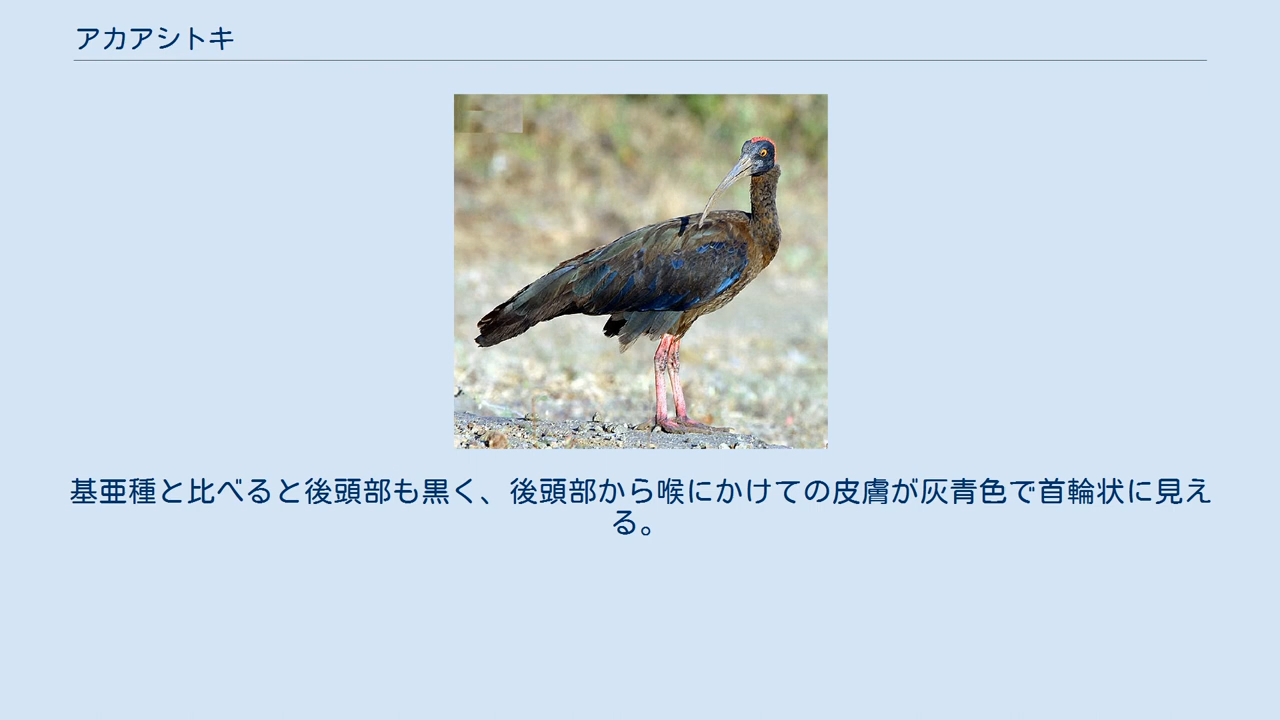 アカアシトキ
基亜種と比べると後頭部も黒く、後頭部から喉にかけての皮膚が灰青色で首輪状に見え
る。